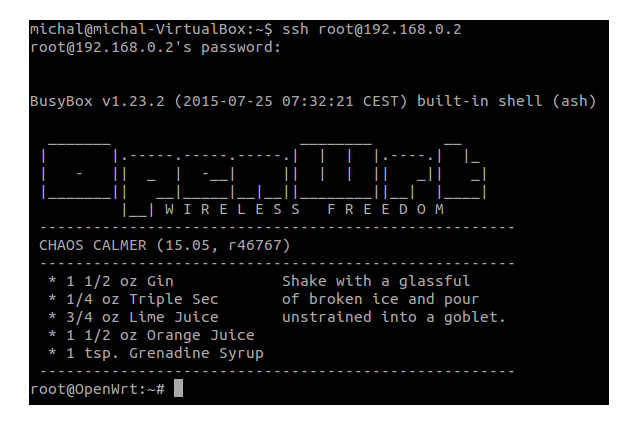 michal@michal-VirtualBox:~$ ssh root@192.168.0.2
root@192.168.0.2's password:
BusyBox v1.23.2 (2015-07-25 07:32:21 CEST) built-in shell (ash)
  _______                     ________        __
 |       |.-----.-----.-----.|  |  |  |.----.|  |_
 |   -   ||  _  |  -__|     ||  |  |  ||   _||   _|
 |_______||   __|_____|__|__||________||__|  |____|
          |__| W I R E L E S S   F R E E D O M
 -----------------------------------------------------
 CHAOS CALMER (15.05, r46767)
 -----------------------------------------------------
  * 1 1/2 oz Gin            Shake with a glassful
  * 1/4 oz Triple Sec       of broken ice and pour
  * 3/4 oz Lime Juice       unstrained into a goblet.
  * 1 1/2 oz Orange Juice
  * 1 tsp. Grenadine Syrup
 -----------------------------------------------------
root@OpenWrt:~#